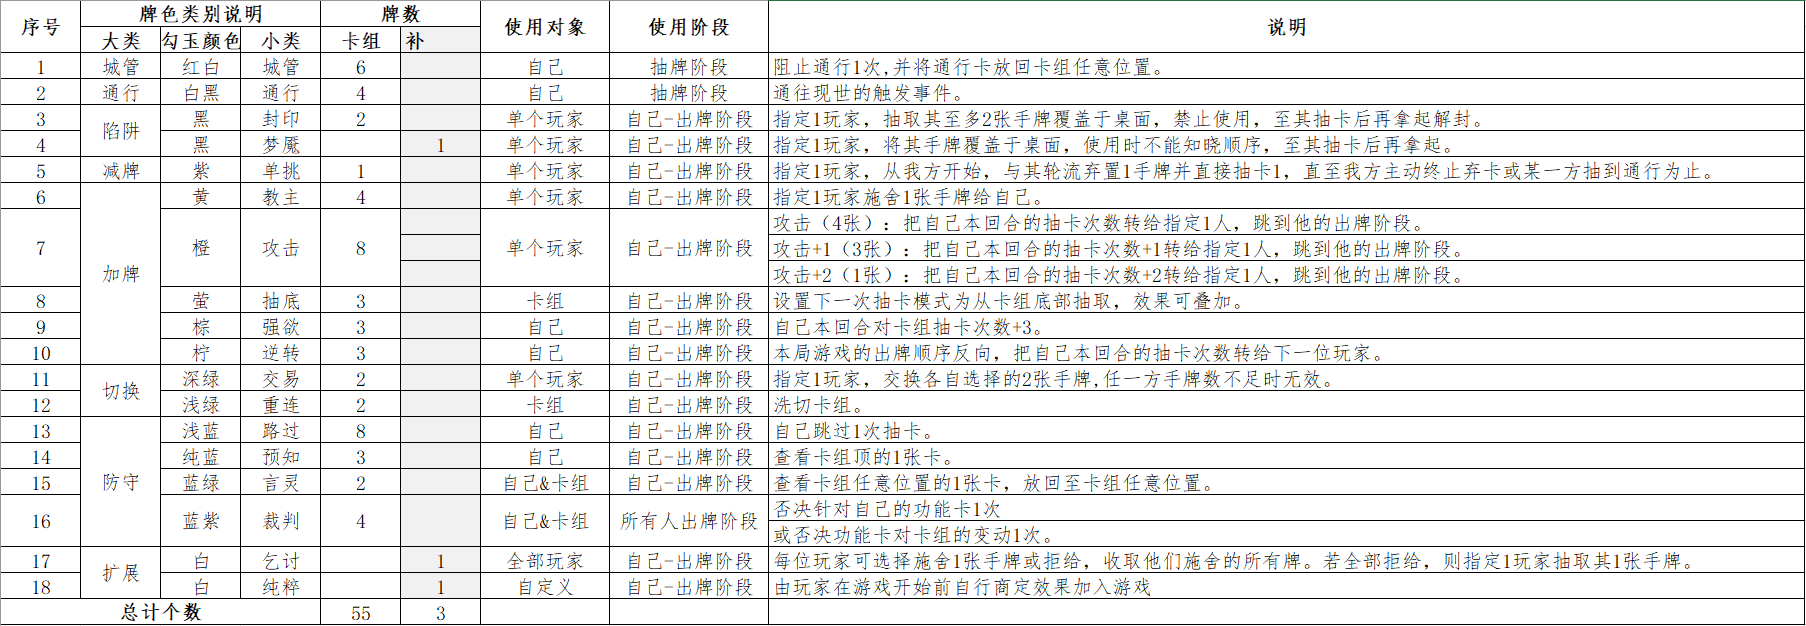 序号 牌色类别说明 牌数 使用对象 使用阶段 说明
大类 勾玉颜色 小类 卡组 补
1 城管 红白 城管 6 自己 抽牌阶段 阻止通行1次,并将通行卡放回卡组任意位置。
2 通行 白黑 通行 4 自己 抽牌阶段 通往现世的触发事件。
3 陷阱 黑 封印 2 单个玩家 自己-出牌阶段 指定1玩家，抽取其至多2张手牌覆盖于桌面，禁止使用，至其抽卡后再拿起解封。
4 黑 梦魇 1 单个玩家 自己-出牌阶段 指定1玩家，将其手牌覆盖于桌面，使用时不能知晓顺序，至其抽卡后再拿起。
5 减牌 紫 单挑 1 单个玩家 自己-出牌阶段 指定1玩家，从我方开始，与其轮流弃置1手牌并直接抽卡1，直至我方主动终止弃卡或某一方抽到通行为止。
6 加牌 黄 教主 4 单个玩家 自己-出牌阶段 指定1玩家施舍1张手牌给自己。
7 橙 攻击 8 单个玩家 自己-出牌阶段 攻击（4张）：把自己本回合的抽卡次数转给指定1人，跳到他的出牌阶段。
攻击+1（3张）：把自己本回合的抽卡次数+1转给指定1人，跳到他的出牌阶段。
攻击+2（1张）：把自己本回合的抽卡次数+2转给指定1人，跳到他的出牌阶段。
8 萤 抽底 3 卡组 自己-出牌阶段 设置下一次抽卡模式为从卡组底部抽取，效果可叠加。
9 棕 强欲 3 自己 自己-出牌阶段 自己本回合对卡组抽卡次数+3。
10 柠 逆转 3 自己 自己-出牌阶段 本局游戏的出牌顺序反向，把自己本回合的抽卡次数转给下一位玩家。
11 切换 深绿 交易 2 单个玩家 自己-出牌阶段 指定1玩家，交换各自选择的2张手牌,任一方手牌数不足时无效。
12 浅绿 重连 2 卡组 自己-出牌阶段 洗切卡组。
13 防守 浅蓝 路过 8 自己 自己-出牌阶段 自己跳过1次抽卡。
14 纯蓝 预知 3 自己 自己-出牌阶段 查看卡组顶的1张卡。
15 蓝绿 言灵 2 自己&卡组 自己-出牌阶段 查看卡组任意位置的1张卡，放回至卡组任意位置。
16 蓝紫 裁判 4 自己&卡组 所有人出牌阶段 否决针对自己的功能卡1次
或否决功能卡对卡组的变动1次。
17 扩展 白 乞讨 1 全部玩家 自己-出牌阶段 每位玩家可选择施舍1张手牌或拒给，收取他们施舍的所有牌。若全部拒给，则指定1玩家抽取其1张手牌。
18 白 纯粹 1 自定义 自己-出牌阶段 由玩家在游戏开始前自行商定效果加入游戏
总计个数 55 3